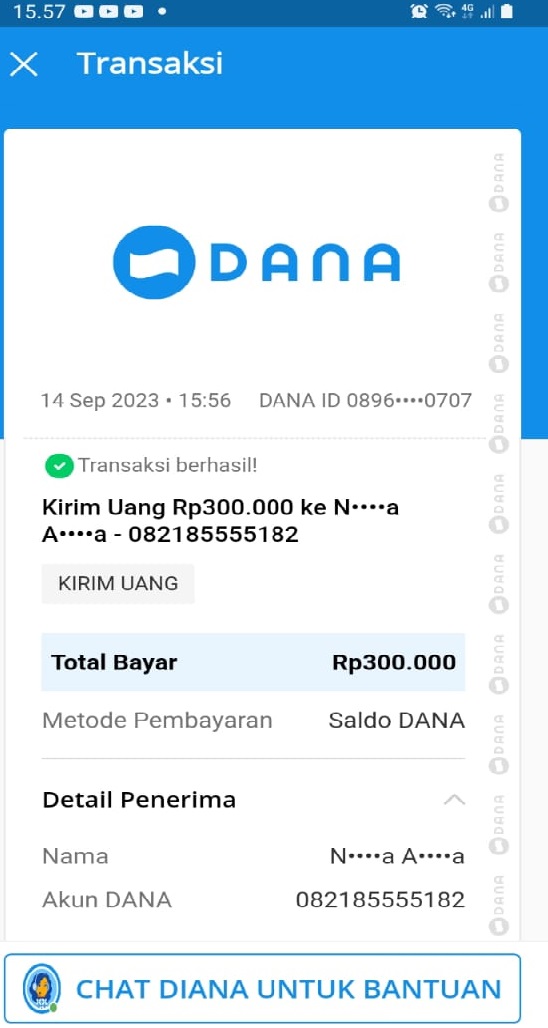 15.57
4G
Transaksi
DANA
14 Sep 2023 • 15:56 DANA ID 0896••••0707
Transaksi berhasil!
Kirim Uang Rp300.000 ke N••••a
A••••a - 082185555182
KIRIM UANG
Total Bayar Rp300.000
Metode Pembayaran Saldo DANA
Detail Penerima
Nama N••••a A••••a
Akun DANA 082185555182
CHAT DIANA UNTUK BANTUAN
DANA
DANA
DANA
DANA
DANA
DANA
DANA
DANA
DANA
DANA